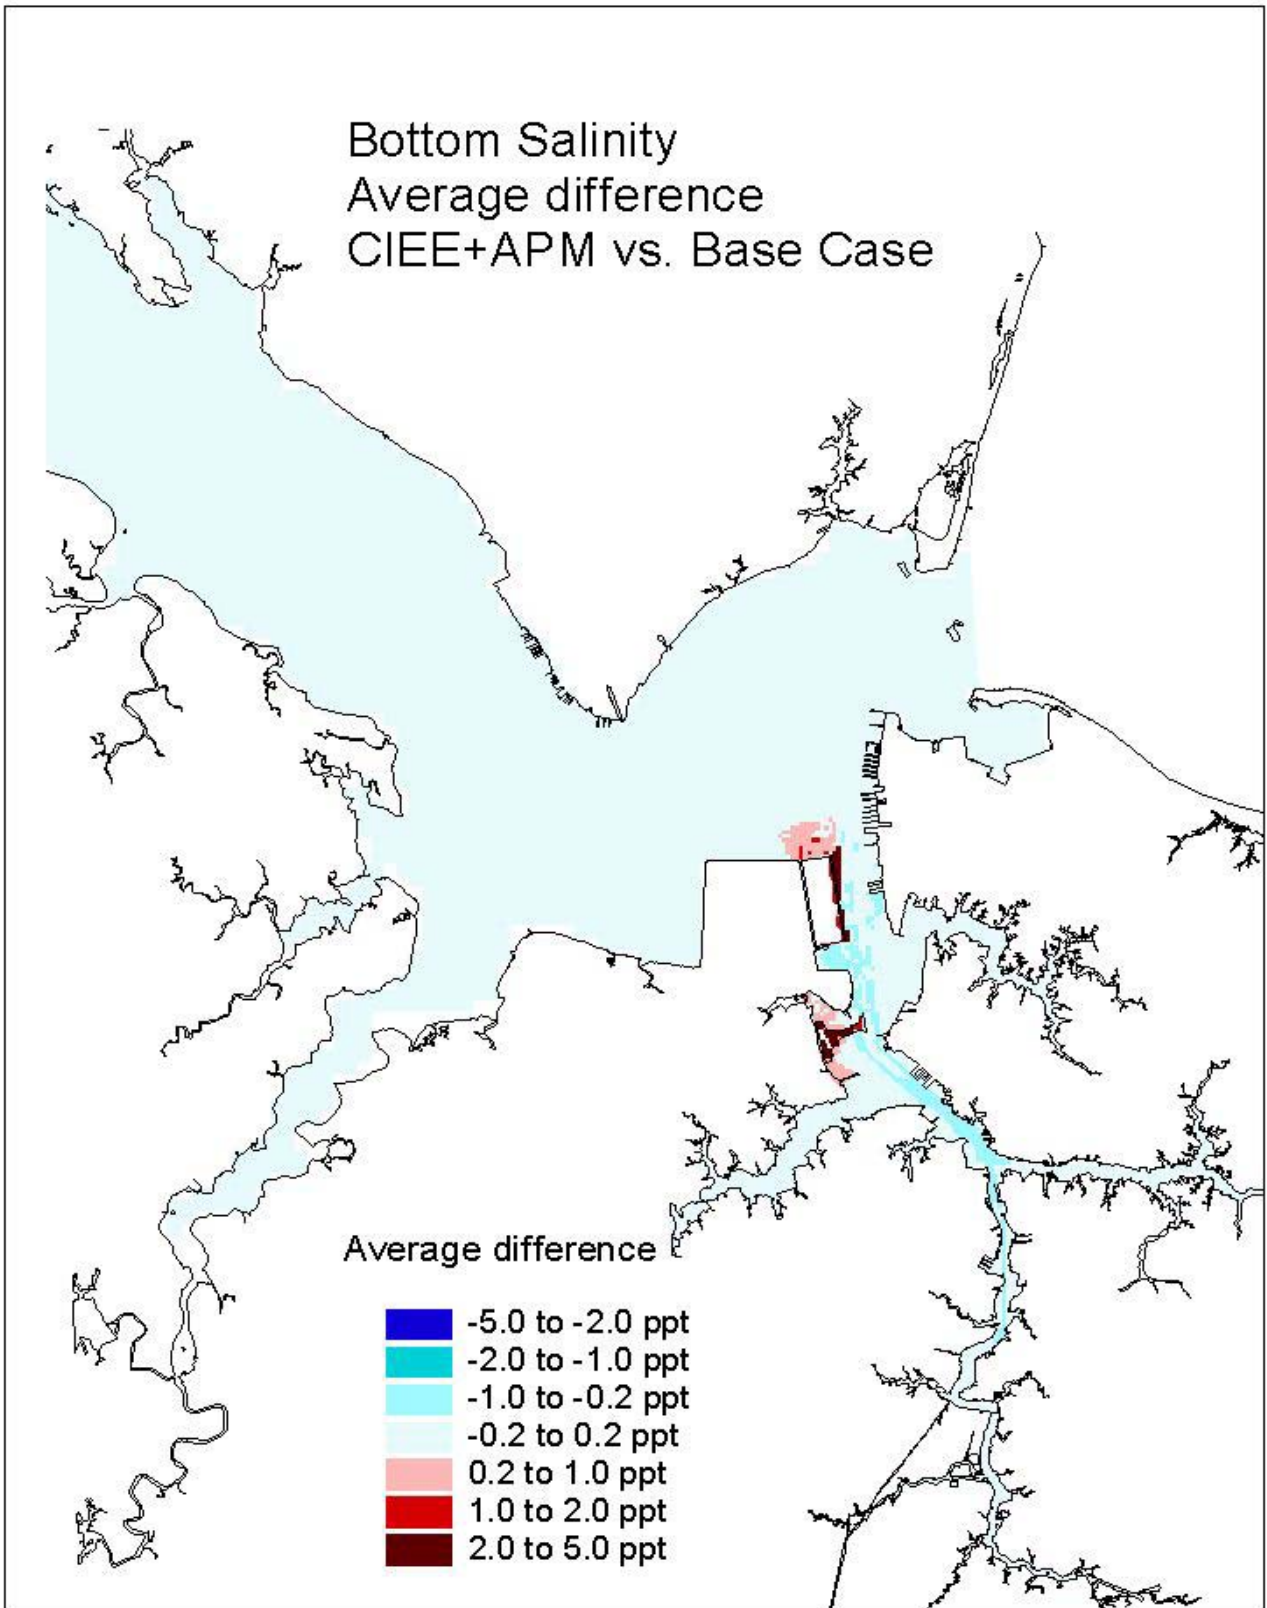 Bottom Salinity
Average difference
CIEE+APM vs. Base Case
Average difference
-5.0 to -2.0 ppt
-2.0 to -1.0 ppt
-1.0 to -0.2 ppt
-0.2 to 0.2 ppt
0.2 to 1.0 ppt
1.0 to 2.0 ppt
2.0 to 5.0 ppt